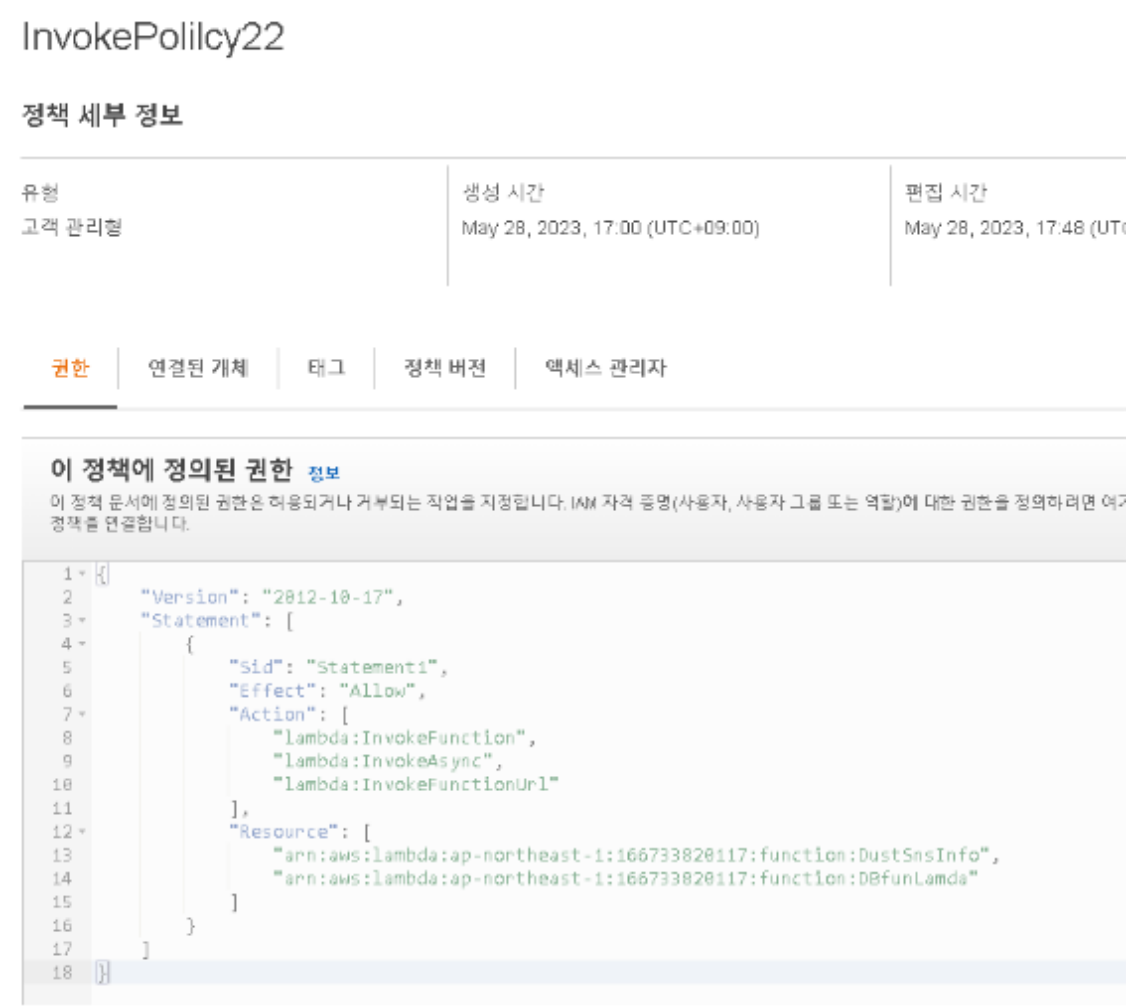 InvokePolilcy22
정책 세부 정보
유형
고객 관리형
생성 시간
May 28, 2023, 17:00 (UTC+09:00)
편집 시간
May 28, 2023, 17:48 (UTC
권한 연결된 개체 태그 정책 버전 액세스 관리자
이 정책에 정의된 권한 정보
이 정책 문서에 정의된 권한은 허용되거나 거부되는 작업을 지정합니다. IAM 자격 증명(사용자, 사용자 그룹 또는 역할)에 대한 권한을 정의하려면 여기
정책을 연결합니다.
1 {
2 "Version": "2012-10-17",
3 "Statement": [
4 {
5 "Sid": "Statement1",
6 "Effect": "Allow",
7 "Action": [
8 "lambda:InvokeFunction",
9 "lambda:InvokeAsync",
10 "lambda:InvokeFunctionUrl"
11 ],
12 "Resource": [
13 "arn:aws:lambda:ap-northeast-1:166733820117:function:DustSnsInfo",
14 "arn:aws:lambda:ap-northeast-1:166733820117:function:DBfunLamda"
15 ]
16 }
17 ]
18 }